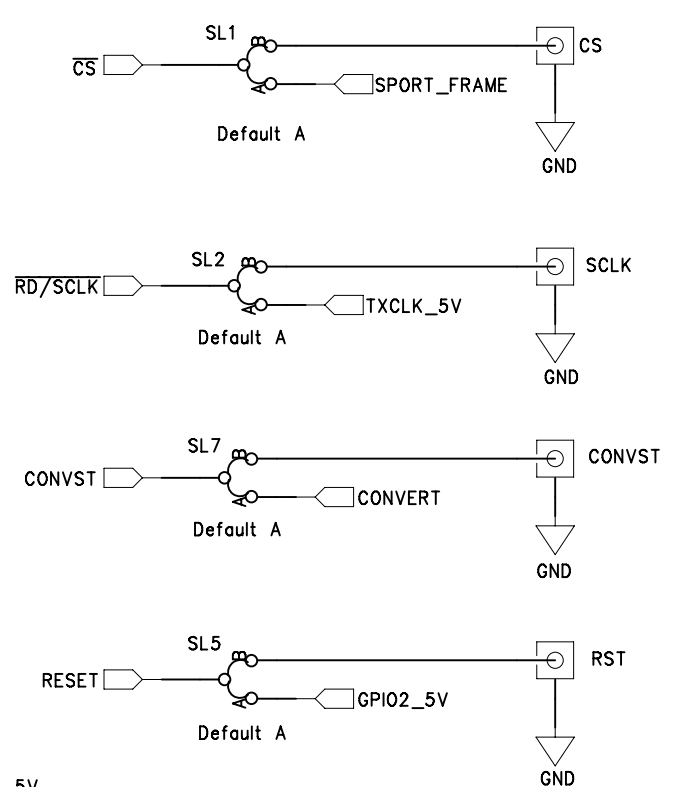 SL1
B
CS
CS
A
SPORT_FRAME
Default A
GND
SL2
B
SCLK
RD/SCLK
A
TXCLK_5V
Default A
GND
SL7
B
CONVST
CONVST
A
CONVERT
Default A
GND
SL5
B
RST
RESET
A
GPIO2_5V
Default A
GND
5V